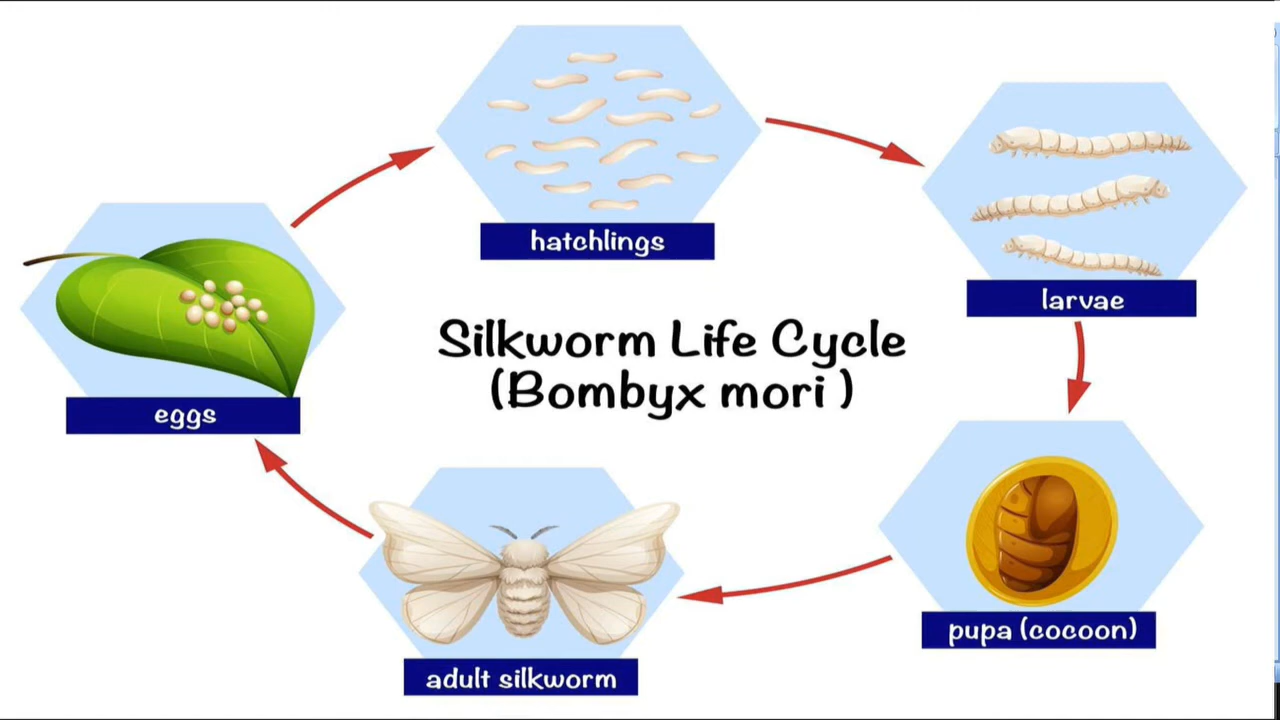 hatchlings
larvae
Silkworm Life Cycle
(Bombyx mori )
eggs
pupa (cocoon)
adult silkworm